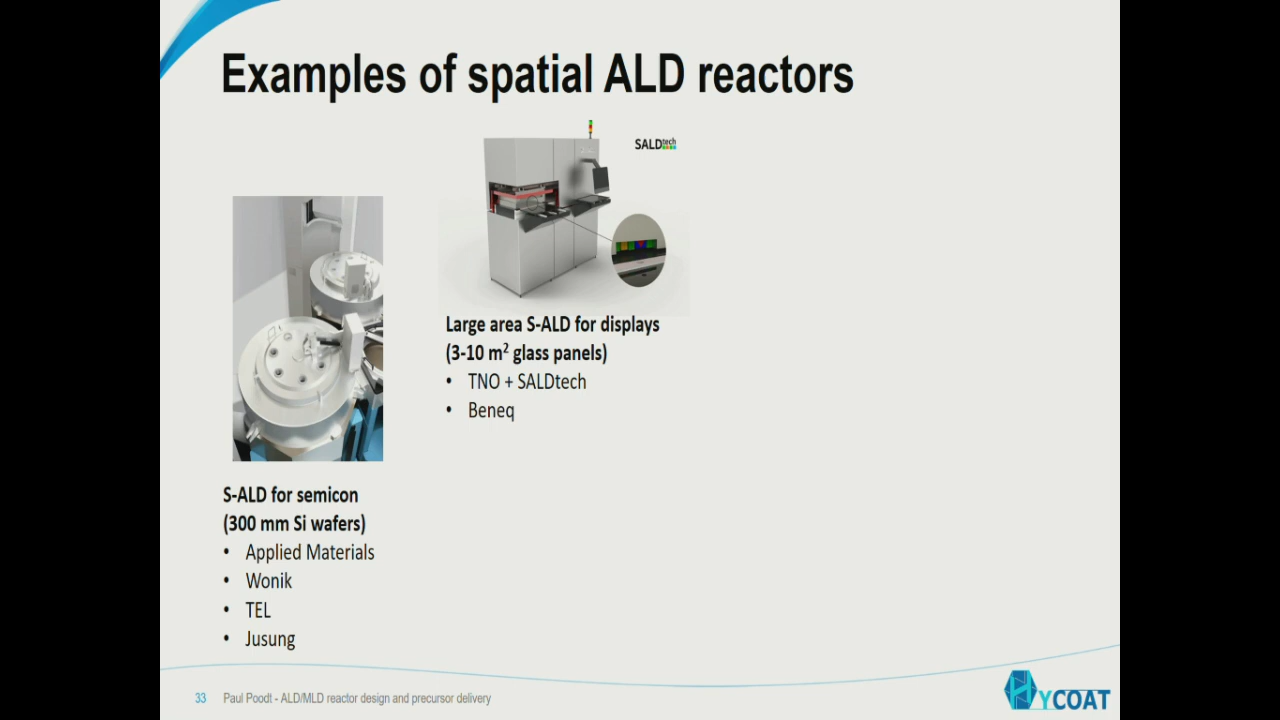 Examples of spatial ALD reactors
SALDtech
Large area S-ALD for displays
(3-10 m² glass panels)
• TNO + SALDtech
• Beneq
S-ALD for semicon
(300 mm Si wafers)
• Applied Materials
• Wonik
• TEL
• Jusung
33 Paul Poodt - ALD/MLD reactor design and precursor delivery
HYCOAT